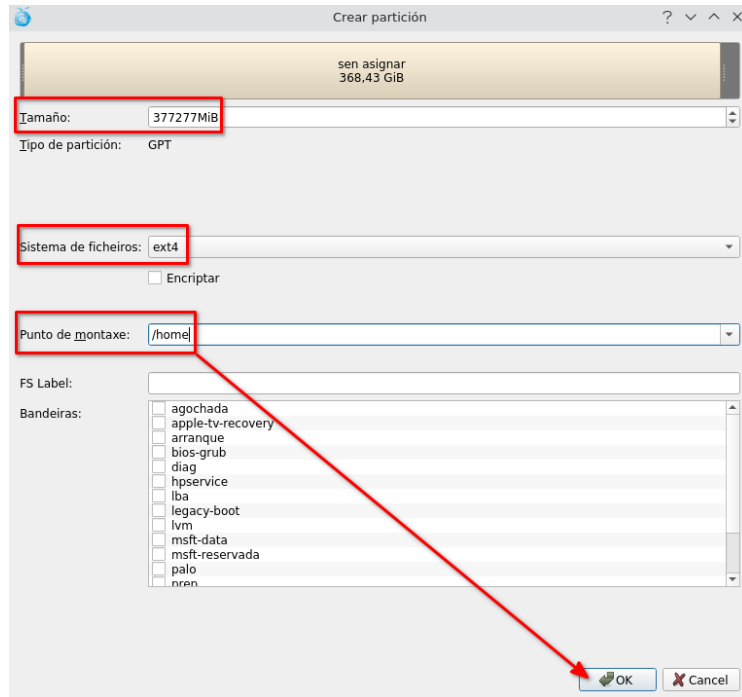 Crear partición
sen asignar
368,43 GiB
Tamaño: 377277MiB
Tipo de partición: GPT
Sistema de ficheiros: ext4
Encriptar
Punto de montaxe: /home
FS Label:
Bandeiras:
agochada
apple-tv-recovery
arranque
bios-grub
diag
hpservice
lba
legacy-boot
lvm
msft-data
msft-reservada
palo
prep
OK Cancel